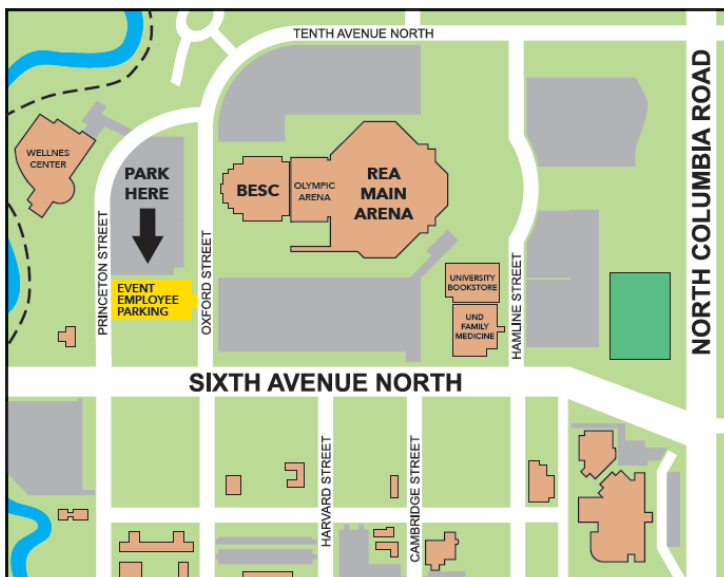 TENTH AVENUE NORTH
NORTH COLUMBIA ROAD
WELLNES
CENTER
PARK
HERE
BESC
OLYMPIC
ARENA
REA
MAIN
ARENA
PRINCETON STREET
OXFORD STREET
HAMLINE STREET
EVENT
EMPLOYEE
PARKING
UNIVERSITY
BOOKSTORE
UND
FAMILY
MEDICINE
SIXTH AVENUE NORTH
HARVARD STREET
CAMBRIDGE STREET